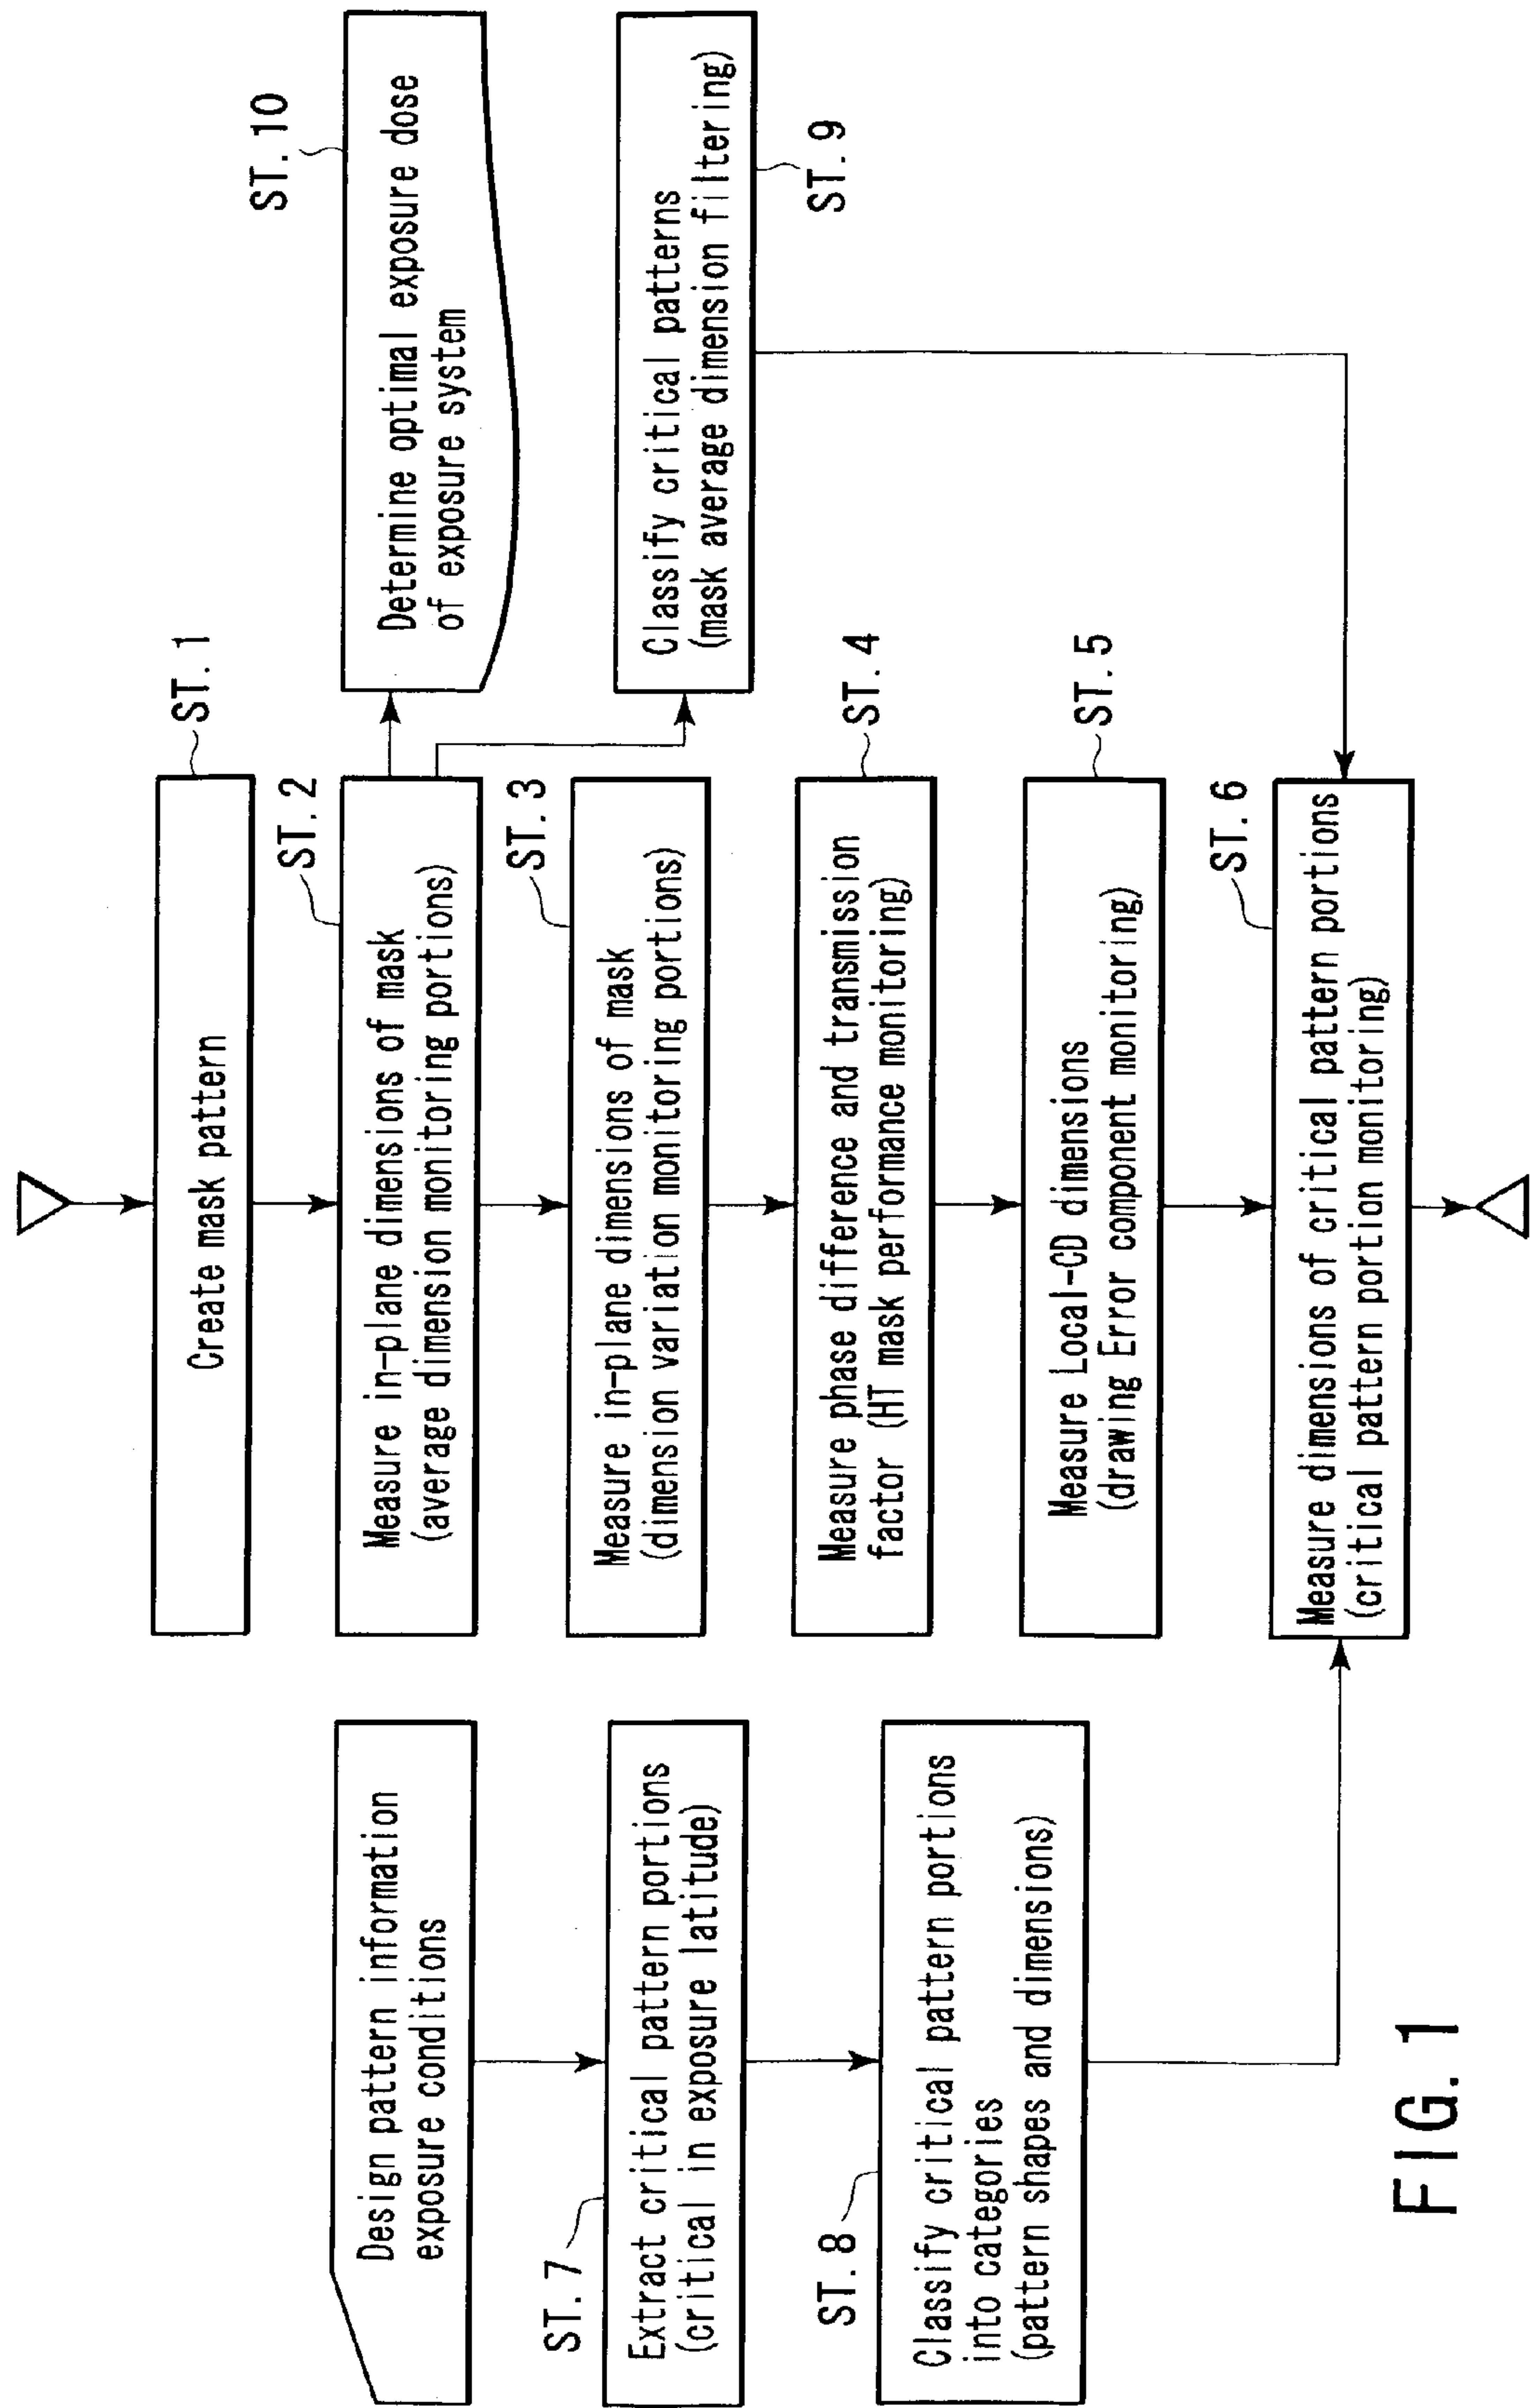 ST. 1
Create mask pattern
ST. 2
Measure in-plane dimensions of mask
(average dimension monitoring portions)
ST. 10
Determine optimal exposure dose
of exposure system
Design pattern information
exposure conditions
ST. 3
Measure in-plane dimensions of mask
(dimension variation monitoring portions)
ST. 9
Classify critical patterns
(mask average dimension filtering)
ST. 7
Extract critical pattern portions
(critical in exposure latitude)
ST. 4
Measure phase difference and transmission
factor (HT mask performance monitoring)
ST. 8
Classify critical pattern portions
into categories
(pattern shapes and dimensions)
ST. 5
Measure Local-CD dimensions
(drawing Error component monitoring)
ST. 6
Measure dimensions of critical pattern portions
(critical pattern portion monitoring)
FIG. 1